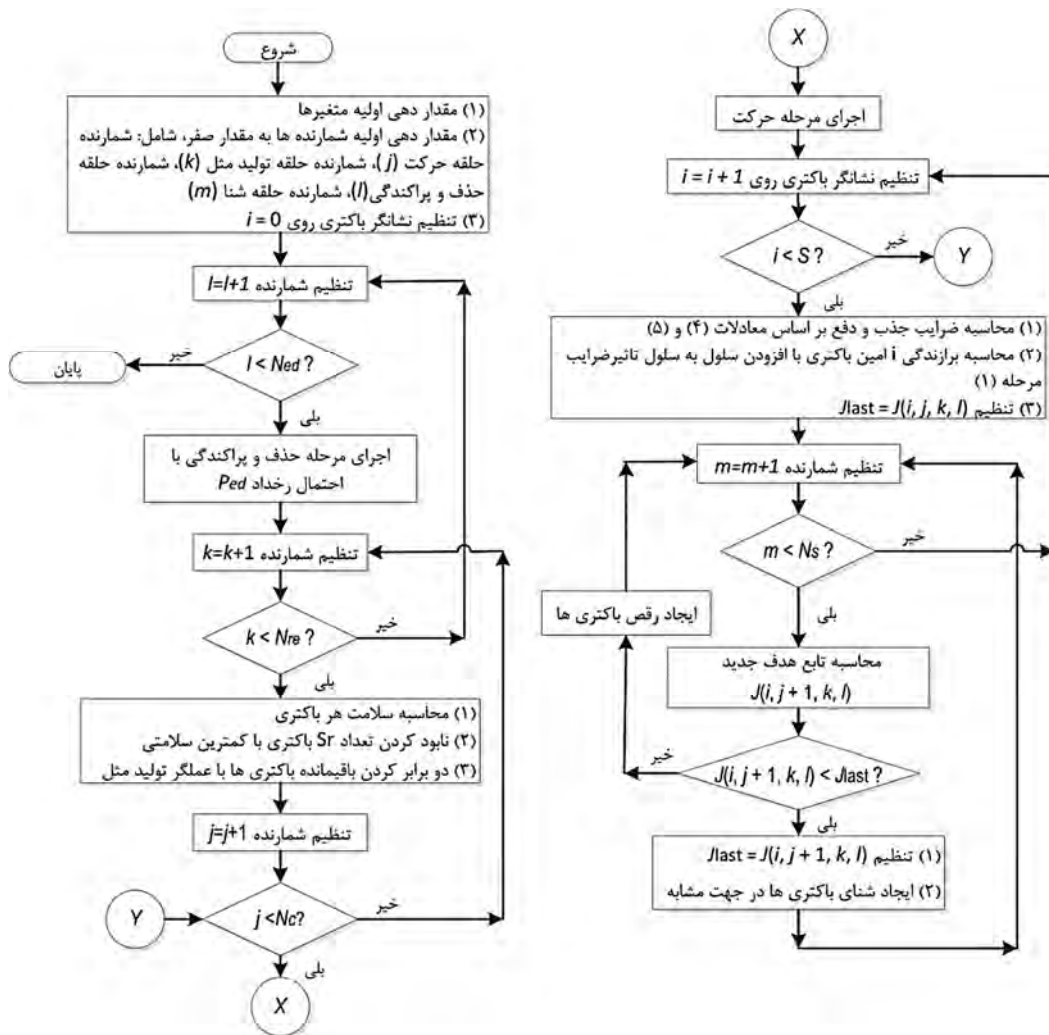 شروع
(۱) مقدار دهی اولیه متغیرها
(۲) مقدار دهی اولیه شمارنده ها به مقدار صفر، شامل: شمارنده
حلقه حرکت (j)، شمارنده حلقه تولید مثل (k)، شمارنده حلقه
حذف و پراکندگی(l)، شمارنده حلقه شنا (m)
(۳) تنظیم نشانگر باکتری روی i = 0
تنظیم شمارنده l=l+1
l < Ned ?
خیر
پایان
بلی
اجرای مرحله حذف و پراکندگی با
احتمال رخداد Ped
تنظیم شمارنده k=k+1
k < Nre ?
خیر
بلی
(۱) محاسبه سلامت هر باکتری
(۲) نابود کردن تعداد Sr باکتری با کمترین سلامتی
(۳) دو برابر کردن باقیمانده باکتری ها با عملگر تولید مثل
تنظیم شمارنده j=j+1
Y
j <Nc?
خیر
بلی
X
X
اجرای مرحله حرکت
تنظیم نشانگر باکتری روی i = i + 1
i < S ?
خیر
Y
بلی
(۱) محاسبه ضرایب جذب و دفع بر اساس معادلات (۴) و (۵)
(۲) محاسبه برازندگی i امین باکتری با افزودن سلول به سلول تاثیرضرایب
مرحله (۱)
(۳) تنظیم Jlast = J(i, j, k, l)
تنظیم شمارنده m=m+1
m < Ns ?
خیر
بلی
ایجاد رقص باکتری ها
محاسبه تابع هدف جدید
J(i, j + 1, k, l)
خیر
J(i, j + 1, k, l) < Jlast ?
بلی
(۱) تنظیم Jlast = J(i, j + 1, k, l)
(۲) ایجاد شنای باکتری ها در جهت مشابه